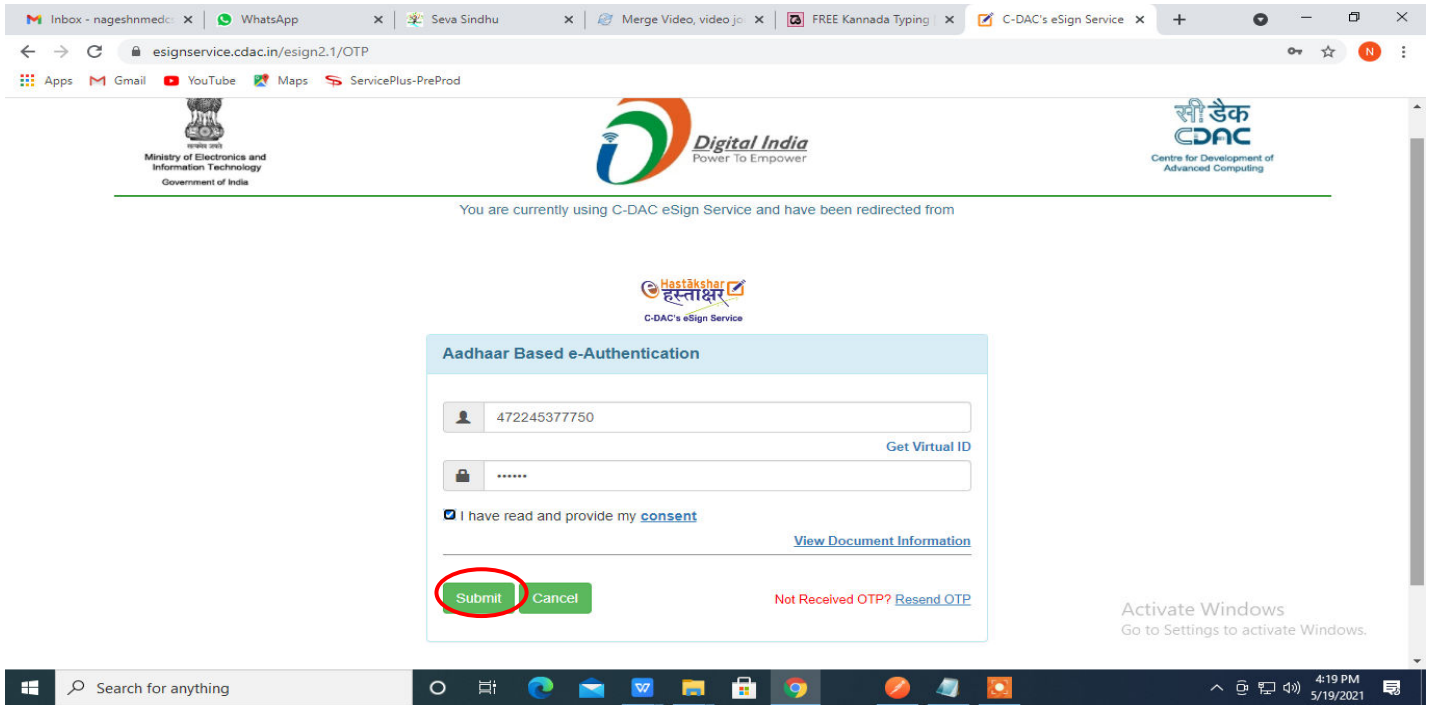 Inbox - nageshnmedcs
WhatsApp
Seva Sindhu
Merge Video, video jo
FREE Kannada Typing
C-DAC's eSign Service
esignservice.cdac.in/esign2.1/OTP
N
Apps
Gmail
YouTube
Maps
ServicePlus-PreProd
सत्यमेव जयते
Ministry of Electronics and
Information Technology
Government of India
Digital India
Power To Empower
सी डैक
CDAC
Centre for Development of
Advanced Computing
You are currently using C-DAC eSign Service and have been redirected from
e Hastākshar
हस्ताक्षर
C-DAC's eSign Service
Aadhaar Based e-Authentication
472245377750
Get Virtual ID
••••••
I have read and provide my consent
View Document Information
Submit
Cancel
Not Received OTP? Resend OTP
Activate Windows
Go to Settings to activate Windows.
Search for anything
4:19 PM
5/19/2021